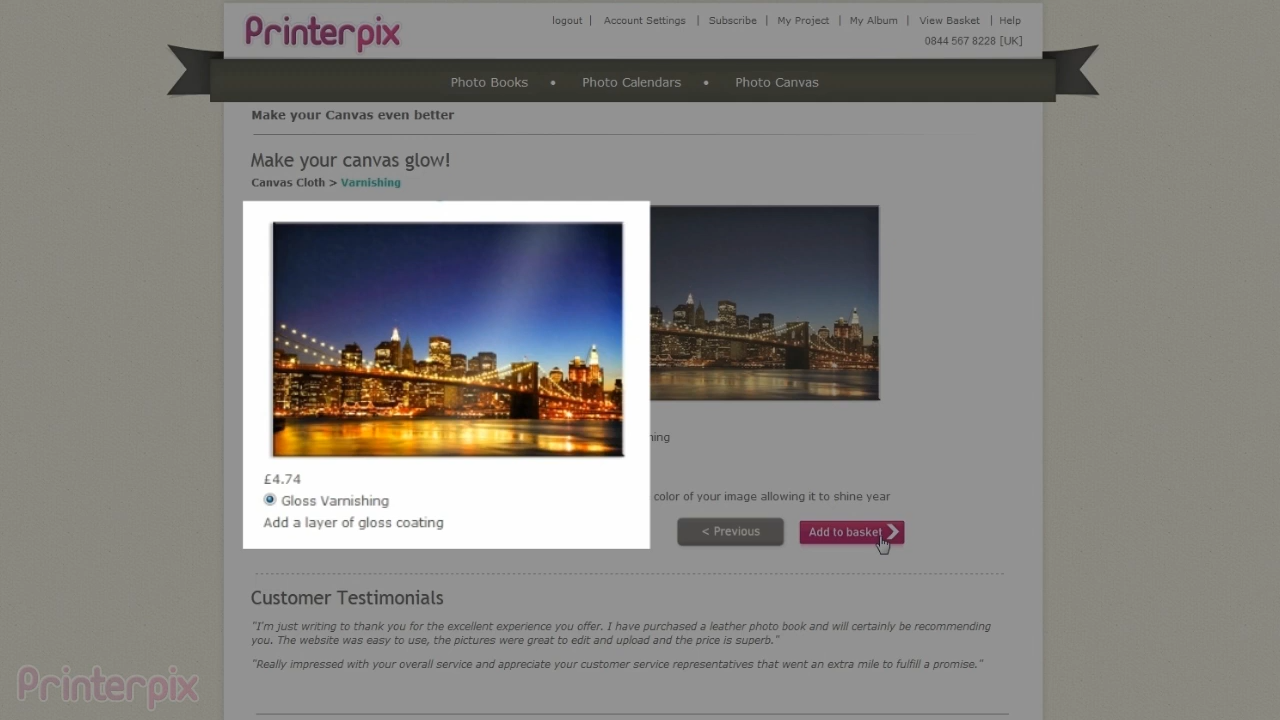 Printerpix
logout | Account Settings | Subscribe | My Project | My Album | View Basket | Help
0844 567 8228 [UK]
Photo Books • Photo Calendars • Photo Canvas
Make your Canvas even better
Make your canvas glow!
Canvas Cloth > Varnishing
£4.74
Gloss Varnishing
Add a layer of gloss coating
color of your image allowing it to shine year
< Previous
Add to basket
Customer Testimonials
"I'm just writing to thank you for the excellent experience you offer. I have purchased a leather photo book and will certainly be recommending
you. The website was easy to use, the pictures were great to edit and upload and the price is superb."
"Really impressed with your overall service and appreciate your customer service representatives that went an extra mile to fulfill a promise."
Printerpix